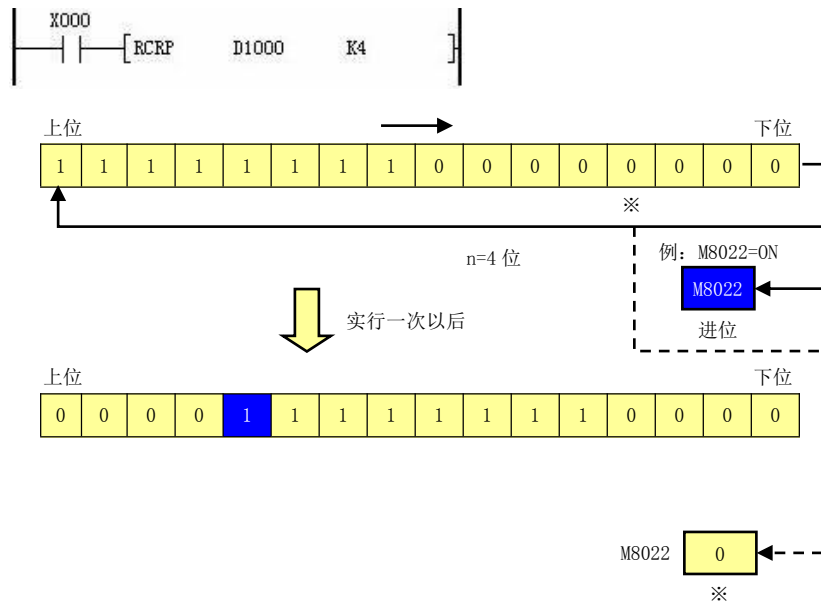 X000
RCRP D1000 K4
上位 下位
1 1 1 1 1 1 1 1 0 0 0 0 0 0 0 0
※
n=4 位
例：M8022=ON
M8022
进位
实行一次以后
上位 下位
0 0 0 0 1 1 1 1 1 1 1 1 0 0 0 0
M8022 0
※